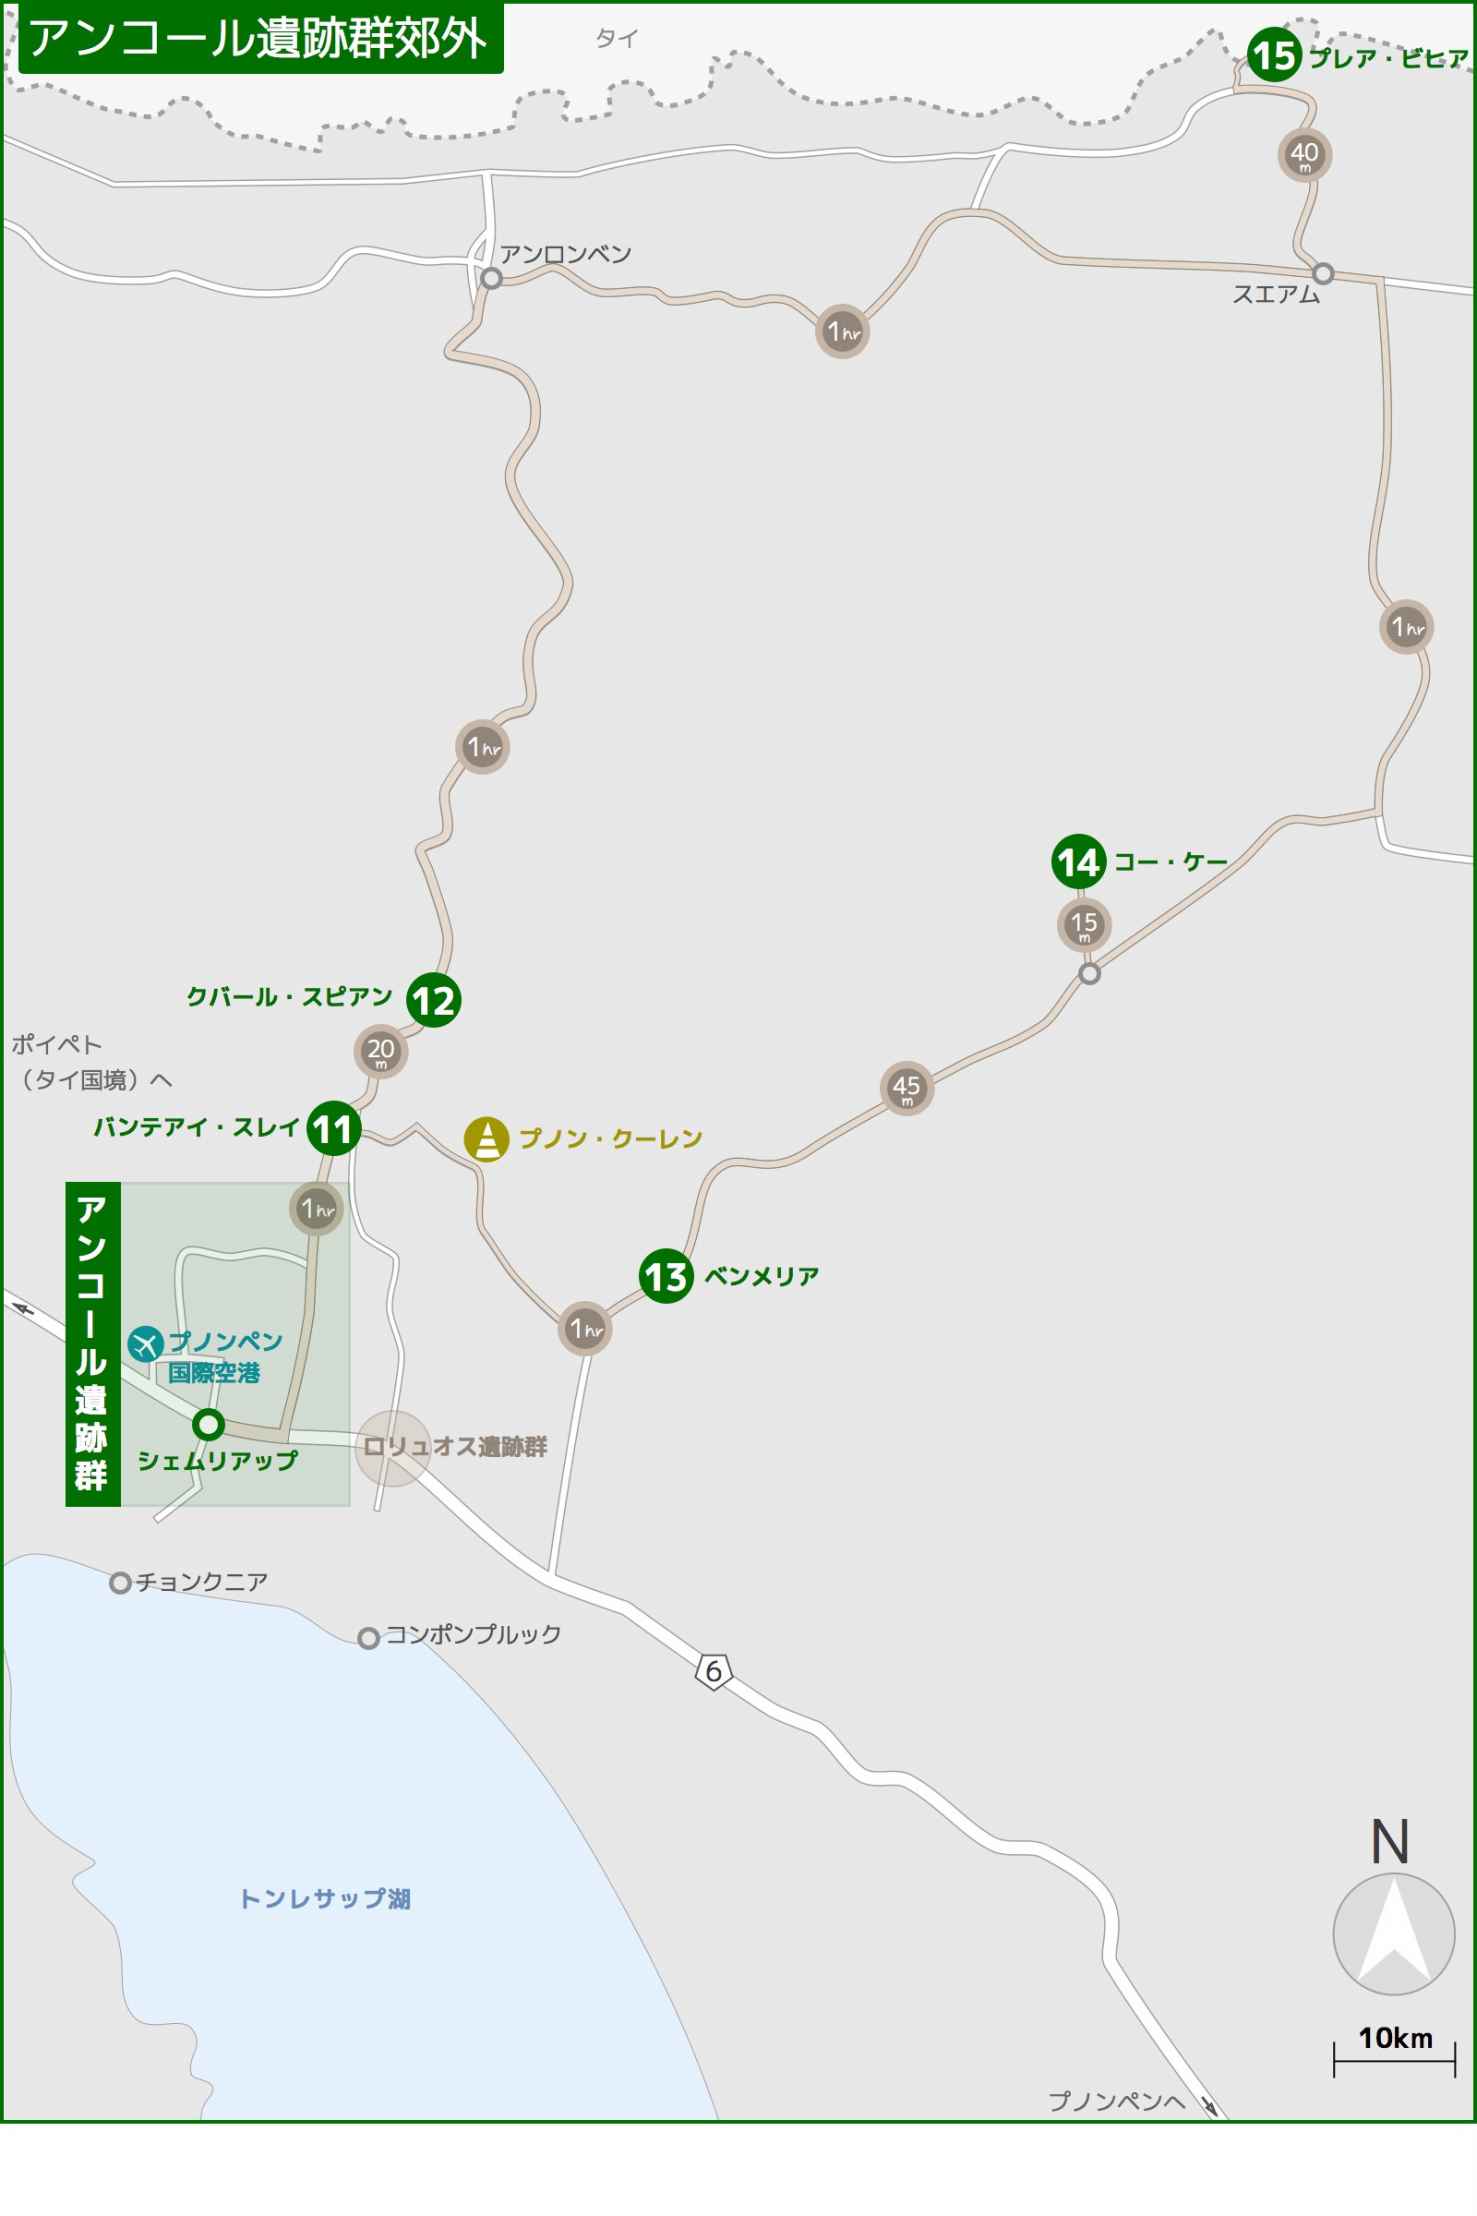 アンコール遺跡群郊外
タイ
15 プレア・ビヒア
40
m
アンロンベン
スエアム
1hr
1hr
1hr
14 コー・ケー
15
m
クバール・スピアン 12
ポイペト
(タイ国境)へ
20
m
45
m
バンテアイ・スレイ 11
プノン・クーレン
アンコール遺跡群
1hr
13 ベンメリア
1hr
プノンペン
国際空港
シェムリアップ
ロリュオス遺跡群
チョンクニア
コンポンプルック
6
トンレサップ湖
N
10km
プノンペンへ